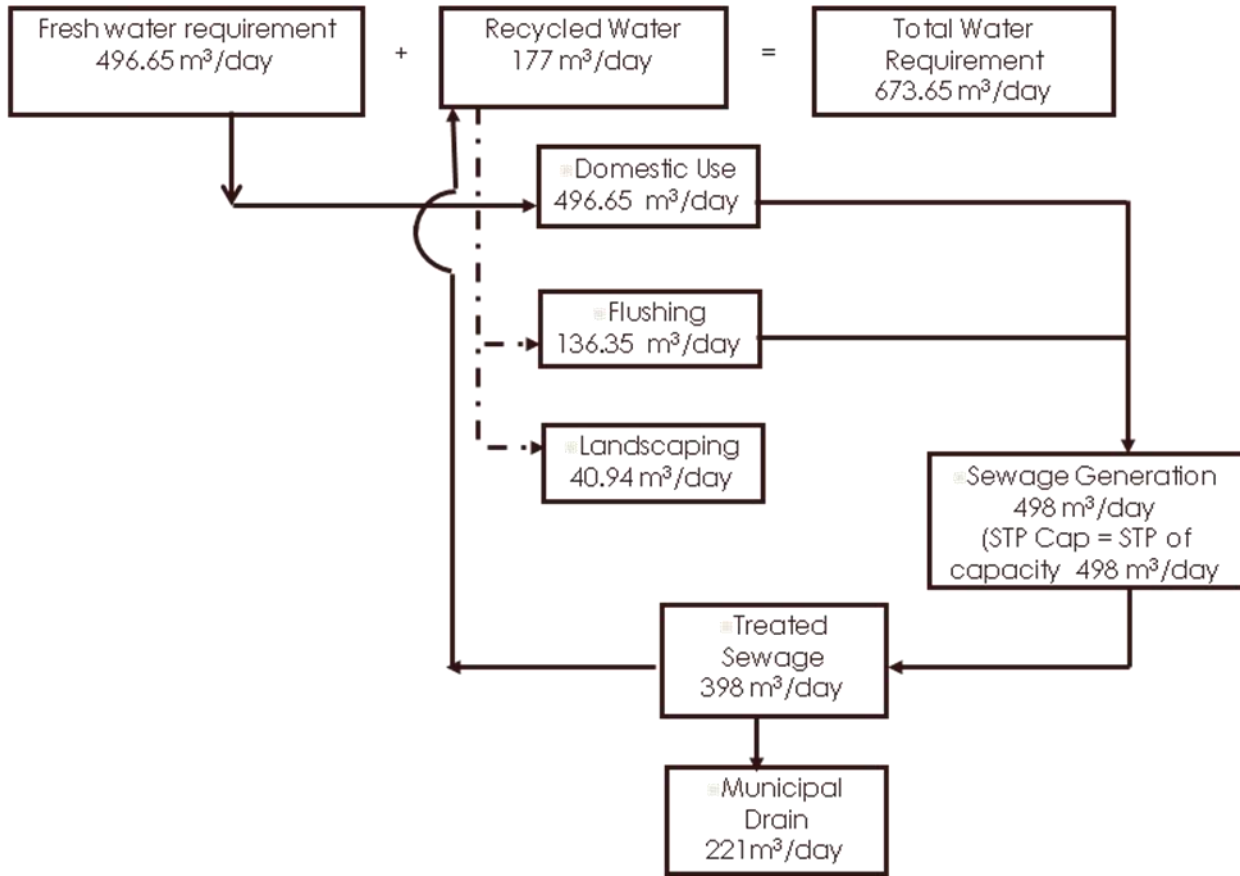 Fresh water requirement
496.65 m³/day
+
Recycled Water
177 m³/day
=
Total Water
Requirement
673.65 m³/day
Domestic Use
496.65 m³/day
Flushing
136.35 m³/day
Landscaping
40.94 m³/day
Sewage Generation
498 m³/day
(STP Cap = STP of
capacity 498 m³/day
Treated
Sewage
398 m³/day
Municipal
Drain
221m³/day